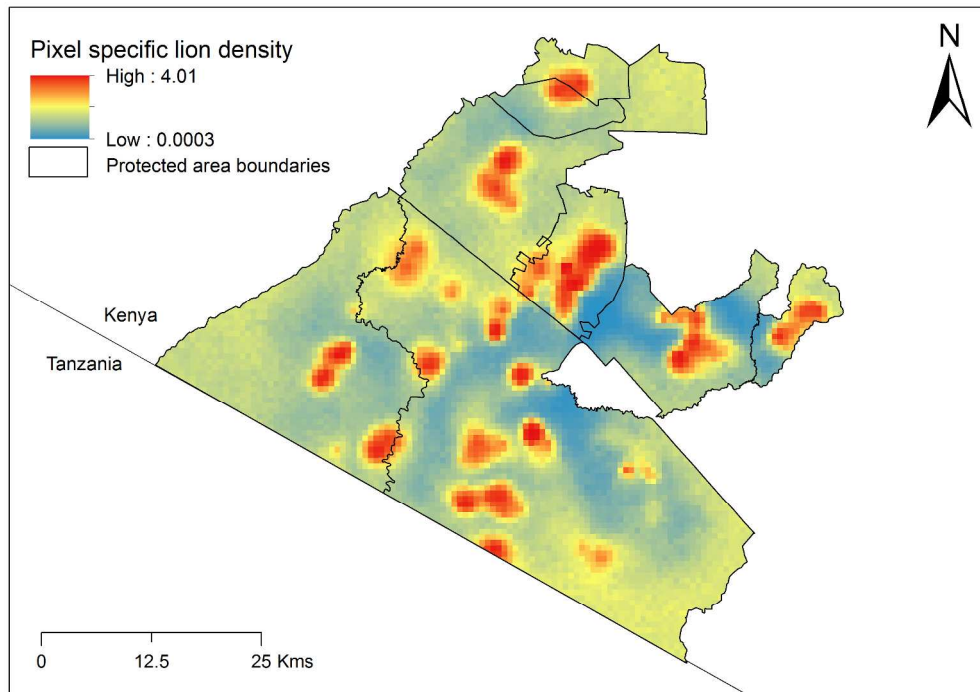 Pixel specific lion density
High : 4.01
Low : 0.0003
Protected area boundaries
N
Kenya
Tanzania
0 12.5 25 Kms